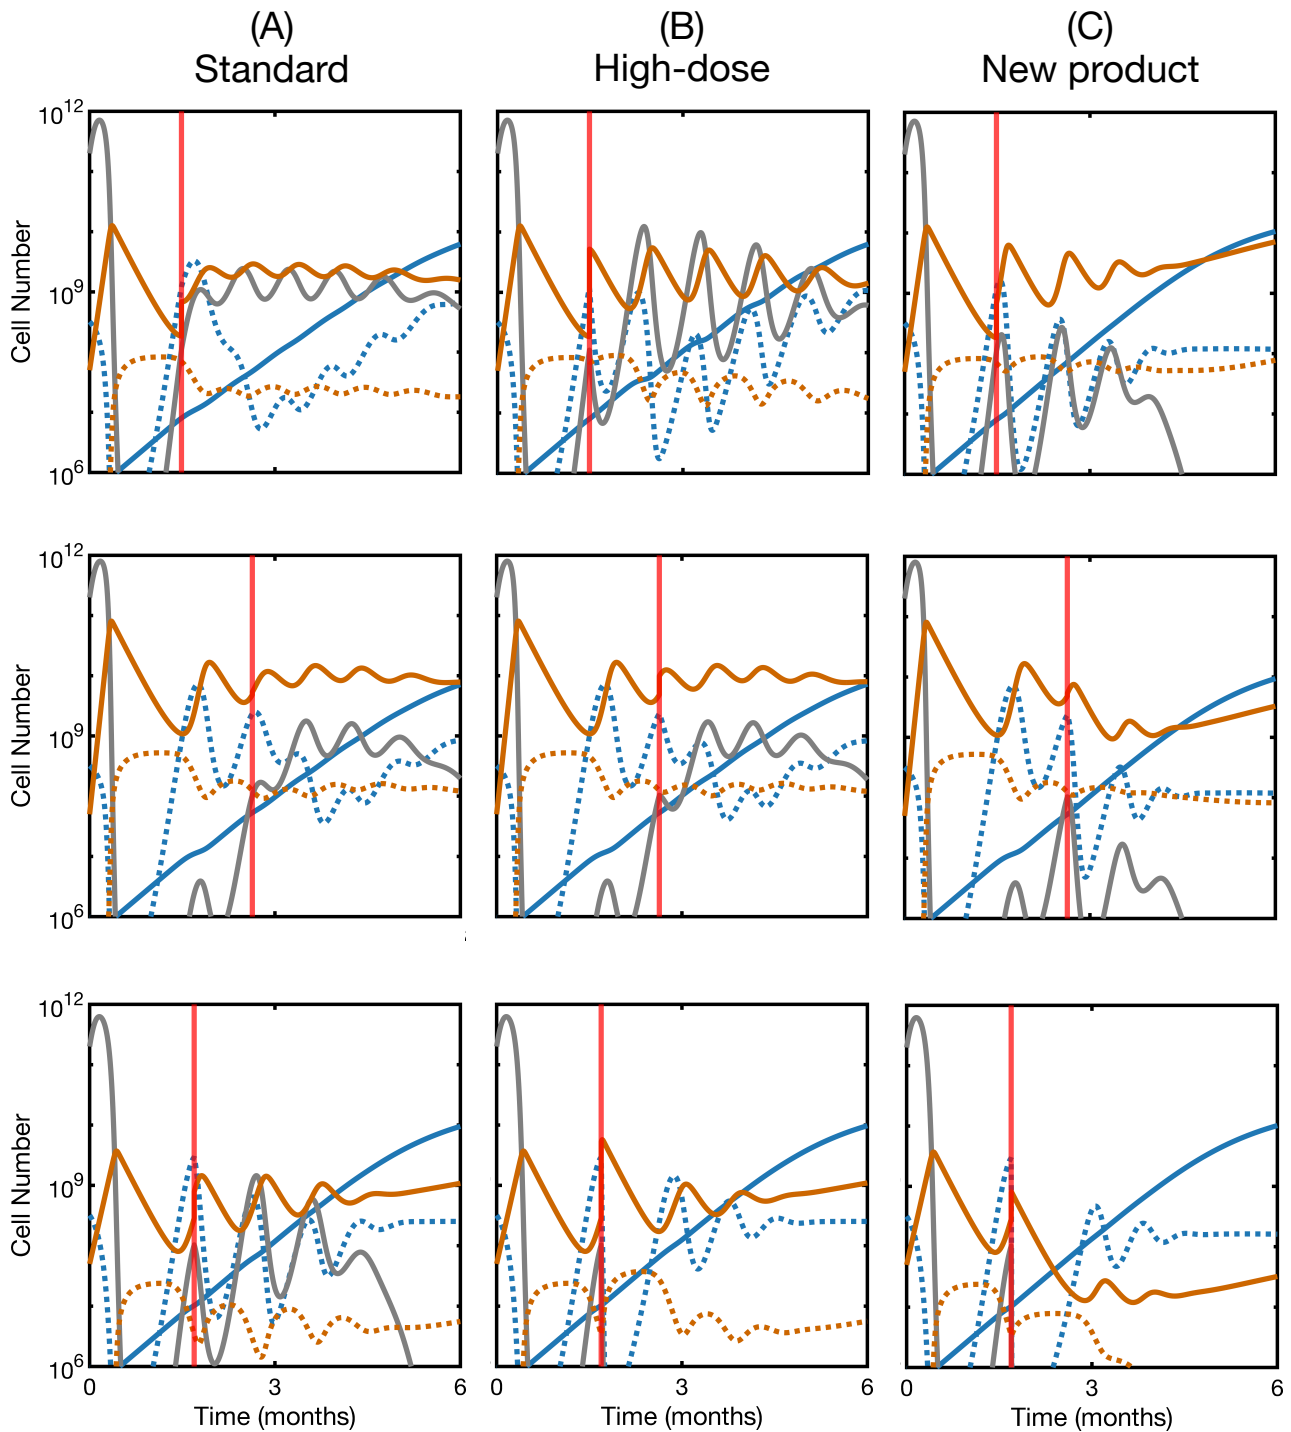 (A)
Standard
(B)
High-dose
(C)
New product
10^12
10^9
10^6
Cell Number
10^12
10^9
10^6
Cell Number
10^12
10^9
10^6
Cell Number
0 3 6
Time (months)
0 3 6
Time (months)
0 3 6
Time (months)